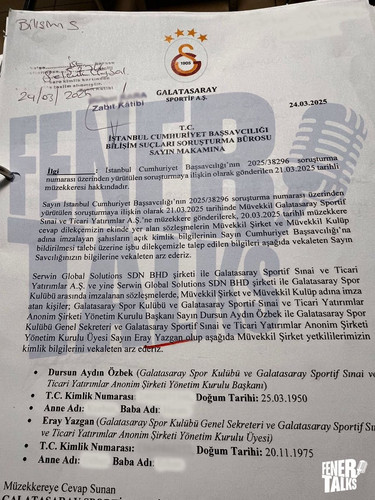 Bilişim S
24/03/2025
Zabıt Katibi
1905
GALATASARAY
SPORTİF A.Ş.
24.03.2025
T.C.
İSTANBUL CUMHURİYET BAŞSAVCILIĞI
BİLİŞİM SUÇLARI SORUŞTURMA BÜROSU
SAYIN MAKAMINA
İlgi : İstanbul Cumhuriyet Başsavcılığı'nın 2025/38296 soruşturma
numarası üzerinden yürütülen soruşturmaya ilişkin olarak gönderilen 21.03.2025 tarihli
müzekkeresi hakkındadır.
Sayın İstanbul Cumhuriyet Başsavcılığı'nın 2025/38296 soruşturma numarası üzerinden
yürütülen soruşturmaya ilişkin olarak 21.03.2025 tarihinde Müvekkil Galatasaray Sportif
Sınai ve Ticari Yatırımlar A.Ş.'ne müzekkere gönderilerek, 20.03.2025 tarihli müzekkere
cevap dilekçemizin ekinde yer alan sözleşmelerin Müvekkil Şirket ve Müvekkil Kulüp
adına imzalayan şahısların açık kimlik bilgilerinin Sayın Cumhuriyet Başsavcılığı'na
bildirilmesi talebi üzerine işbu dilekçemizle talep edilen bilgileri aşağıda vekaleten Sayın
Savcılığınızın bilgilerine vekaleten arz ederiz.
Serwin Global Solutions SDN BHD şirketi ile Galatasaray Sportif Sınai ve Ticari
Yatırımlar A.Ş. ve yine Serwin Global Solutions SDN BHD şirketi ile Galatasaray Spor
Kulübü arasında imzalanan sözleşmelerde, Müvekkil Şirket ve Müvekkil Kulüp adına imza
atan kişiler; Galatasaray Spor Kulübü ve Galatasaray Sportif Sınai ve Ticari Yatırımlar
Anonim Şirketi Yönetim Kurulu Başkanı Sayın Dursun Aydın Özbek ile Galatasaray Spor
Kulübü Genel Sekreteri ve Galatasaray Sportif Sınai ve Ticari Yatırımlar Anonim Şirketi
Yönetim Kurulu Üyesi Sayın Eray Yazgan olup aşağıda Müvekkil Şirket yetkililerimizin
kimlik bilgilerini vekaleten arz ederiz.
• Dursun Aydın Özbek (Galatasaray Spor Kulübü ve Galatasaray Sportif Sınai ve
Ticari Yatırımlar Anonim Şirketi Yönetim Kurulu Başkanı)
• T.C. Kimlik Numarası: Doğum Tarihi: 25.03.1950
• Anne Adı: Baba Adı:
• Eray Yazgan (Galatasaray Spor Kulübü Genel Sekreteri ve Galatasaray Sportif Sı
ve Ticari Yatırımlar Anonim Şirketi Yönetim Kurulu Üyesi)
• T.C. Kimlik Numarası: Doğum Tarihi: 20.11.1975
• Anne Adı: Baba Adı:
Müzekkereye Cevap Sunan
FENER
TALKS